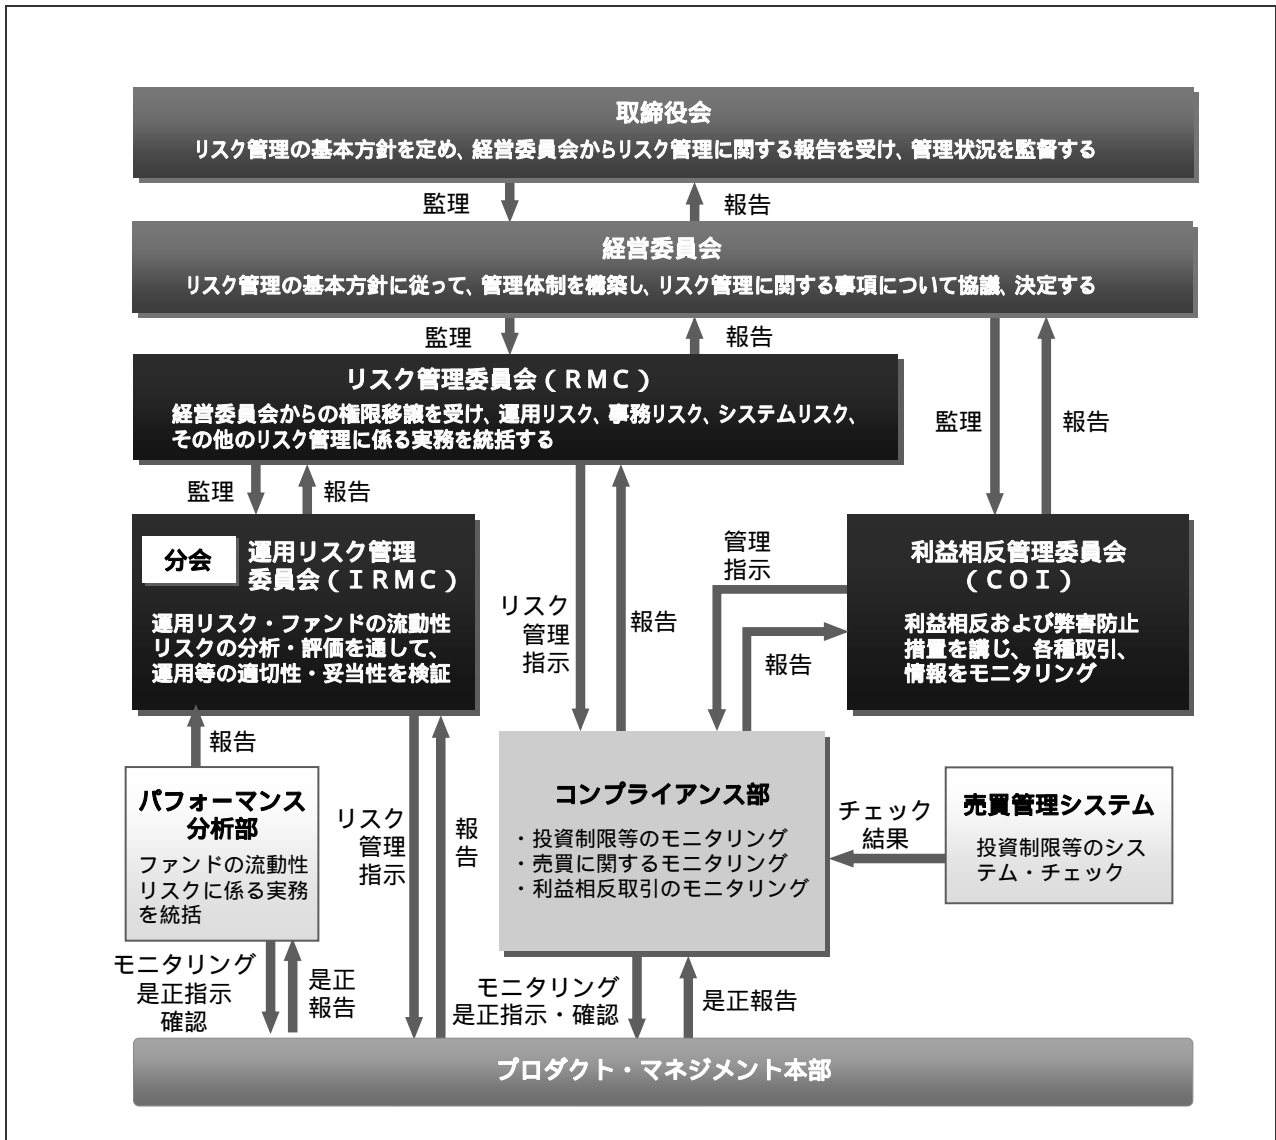 取締役会
リスク管理の基本方針を定め、経営委員会からリスク管理に関する報告を受け、管理状況を監督する
監理
報告
経営委員会
リスク管理の基本方針に従って、管理体制を構築し、リスク管理に関する事項について協議、決定する
監理
報告
リスク管理委員会(RMC)
経営委員会からの権限移譲を受け、運用リスク、事務リスク、システムリスク、
その他のリスク管理に係る実務を統括する
監理
報告
監理
報告
分会
運用リスク管理
委員会(IRMC)
運用リスク・ファンドの流動性
リスクの分析・評価を通して、
運用等の適切性・妥当性を検証
リスク
管理
指示
報告
管理
指示
報告
利益相反管理委員会
(COI)
利益相反および弊害防止
措置を講じ、各種取引、
情報をモニタリング
報告
パフォーマンス
分析部
ファンドの流動性
リスクに係る実務
を統括
リスク
管理
指示
報
告
コンプライアンス部
・投資制限等のモニタリング
・売買に関するモニタリング
・利益相反取引のモニタリング
チェック
結果
売買管理システム
投資制限等のシス
テム・チェック
モニタリング
是正指示
確認
是正
報告
モニタリング
是正指示・確認
是正報告
プロダクト・マネジメント本部